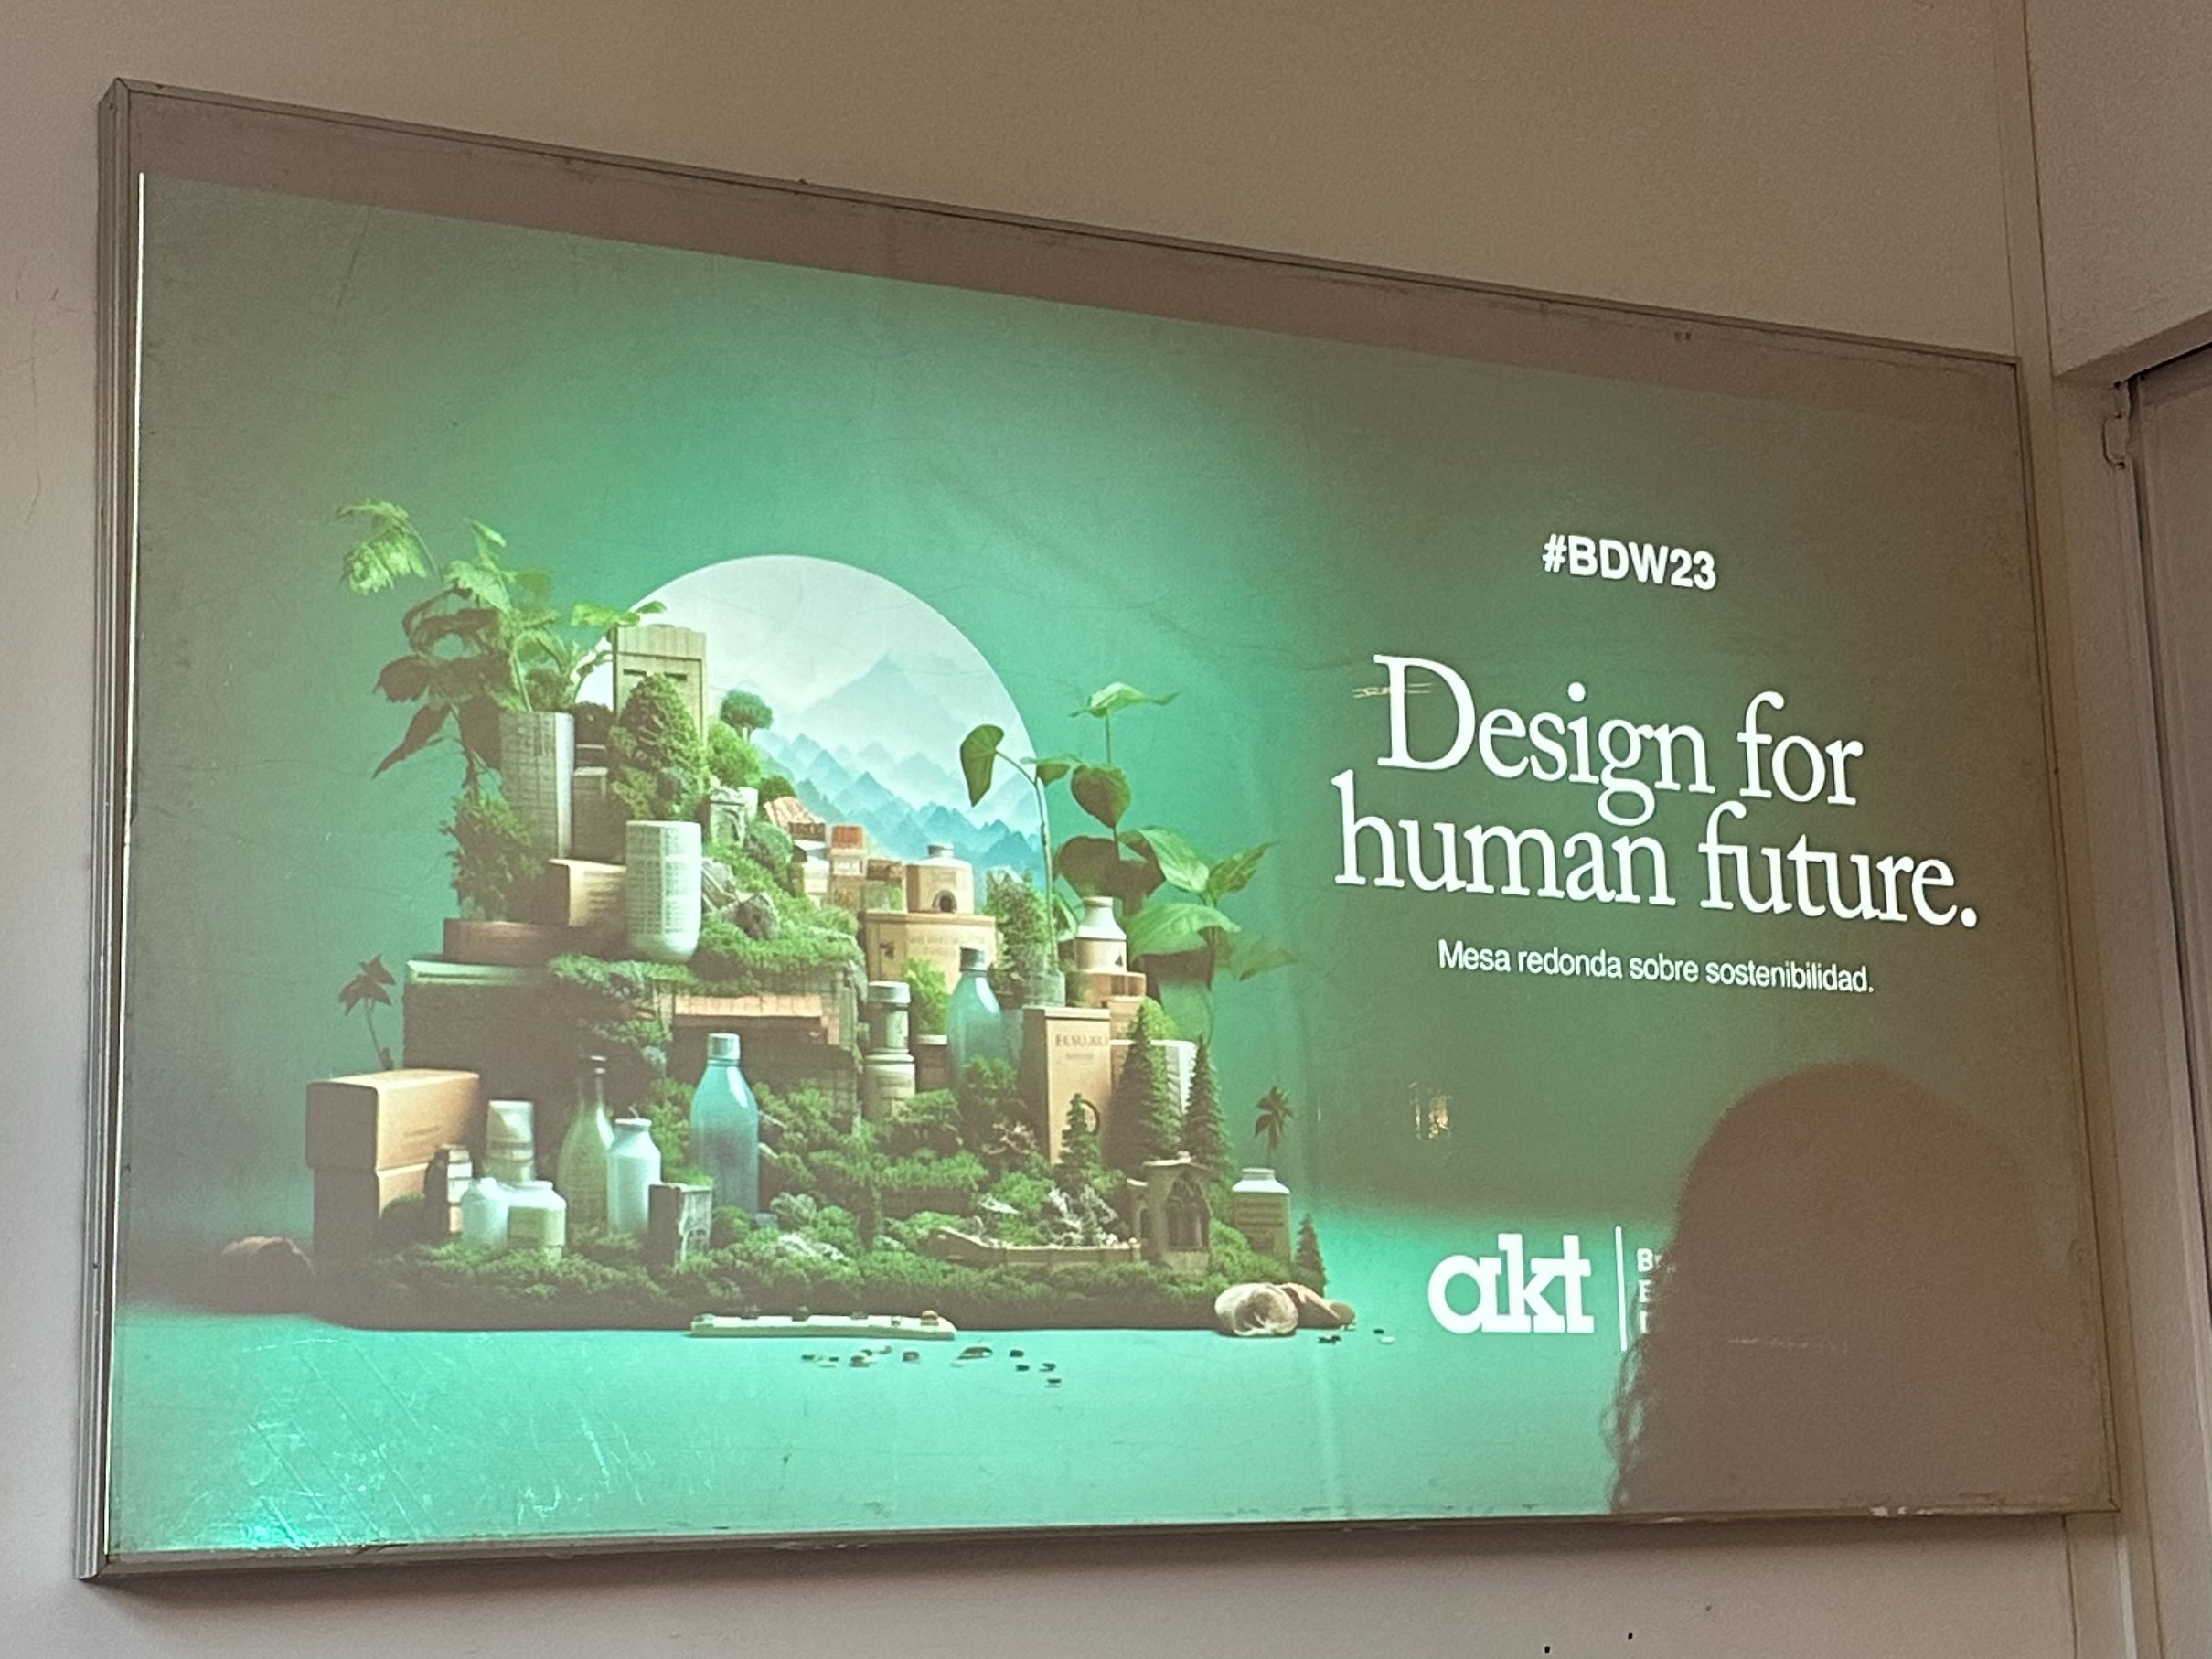 #BDW23
Design for
human future.
Mesa redonda sobre sostenibilidad.
akt